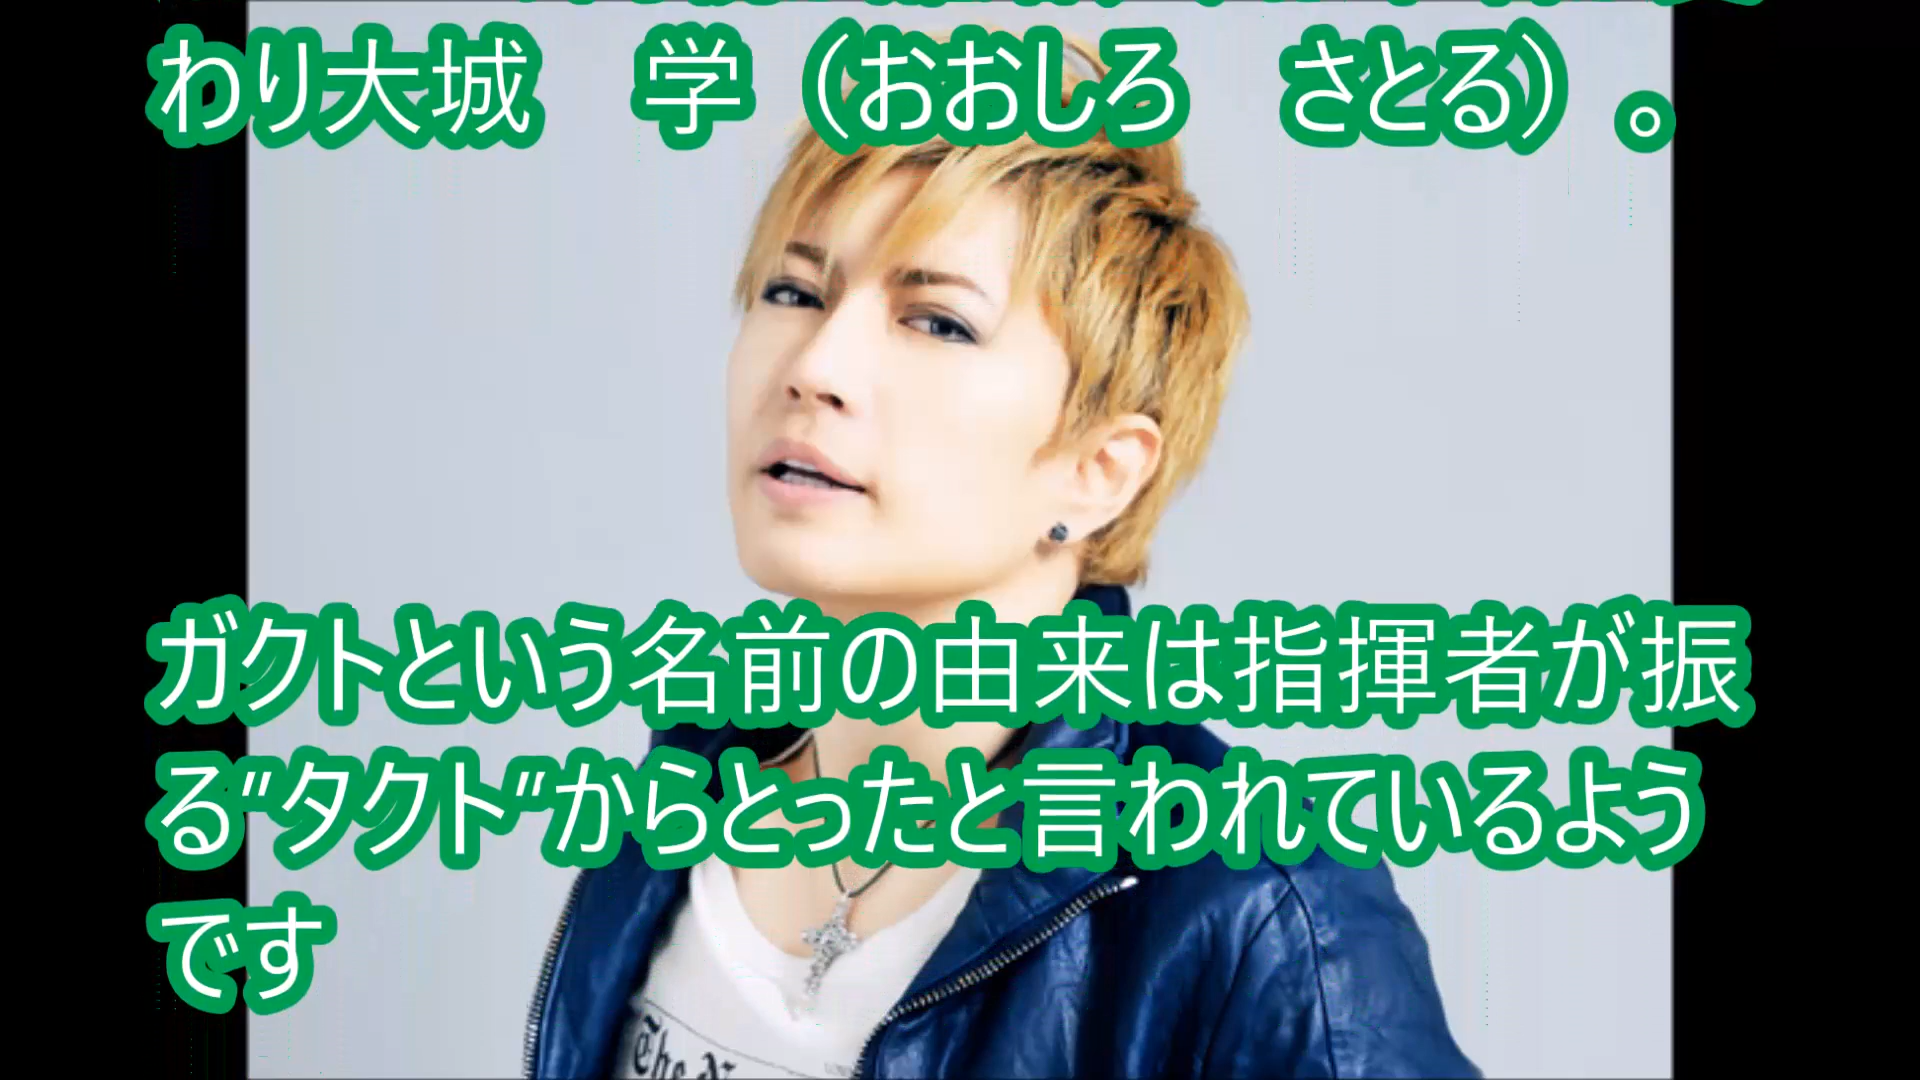 わり大城　学（おおしろ　さとる）。
ガクトという名前の由来は指揮者が振
る"タクト"からとったと言われているよう
です
The N